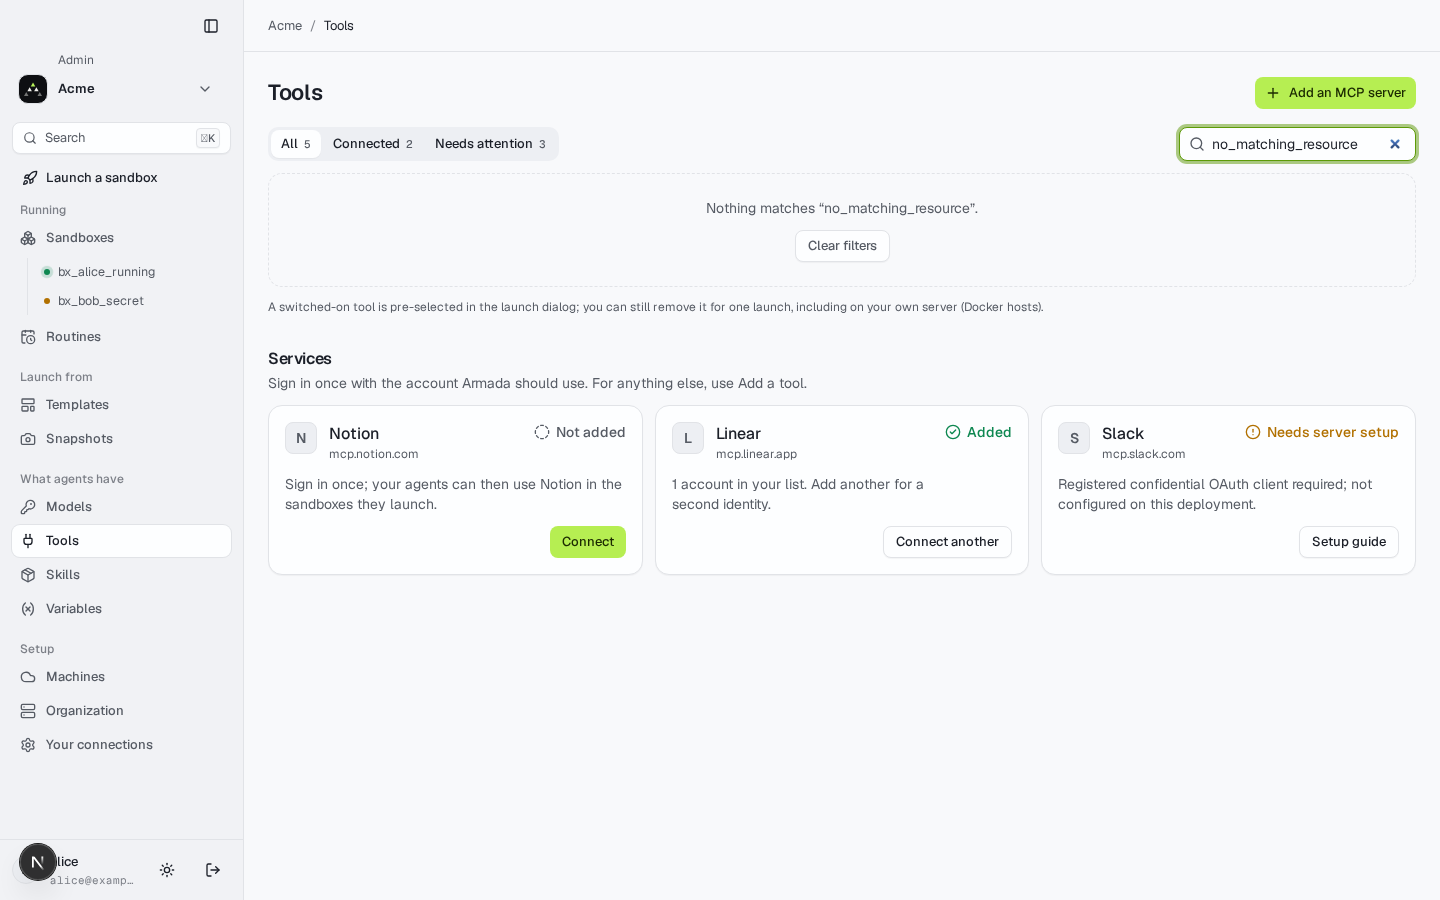 Acme / Tools
Admin
Acme
Search
K
Launch a sandbox
Running
Sandboxes
bx_alice_running
bx_bob_secret
Routines
Launch from
Templates
Snapshots
What agents have
Models
Tools
Skills
Variables
Setup
Machines
Organization
Your connections
N
lice
alice@examp…
Tools
Add an MCP server
All 5
Connected 2
Needs attention 3
no_matching_resource
Nothing matches “no_matching_resource”.
Clear filters
A switched-on tool is pre-selected in the launch dialog; you can still remove it for one launch, including on your own server (Docker hosts).
Services
Sign in once with the account Armada should use. For anything else, use Add a tool.
N
Notion
Not added
mcp.notion.com
Sign in once; your agents can then use Notion in the
sandboxes they launch.
Connect
L
Linear
Added
mcp.linear.app
1 account in your list. Add another for a
second identity.
Connect another
S
Slack
Needs server setup
mcp.slack.com
Registered confidential OAuth client required; not
configured on this deployment.
Setup guide